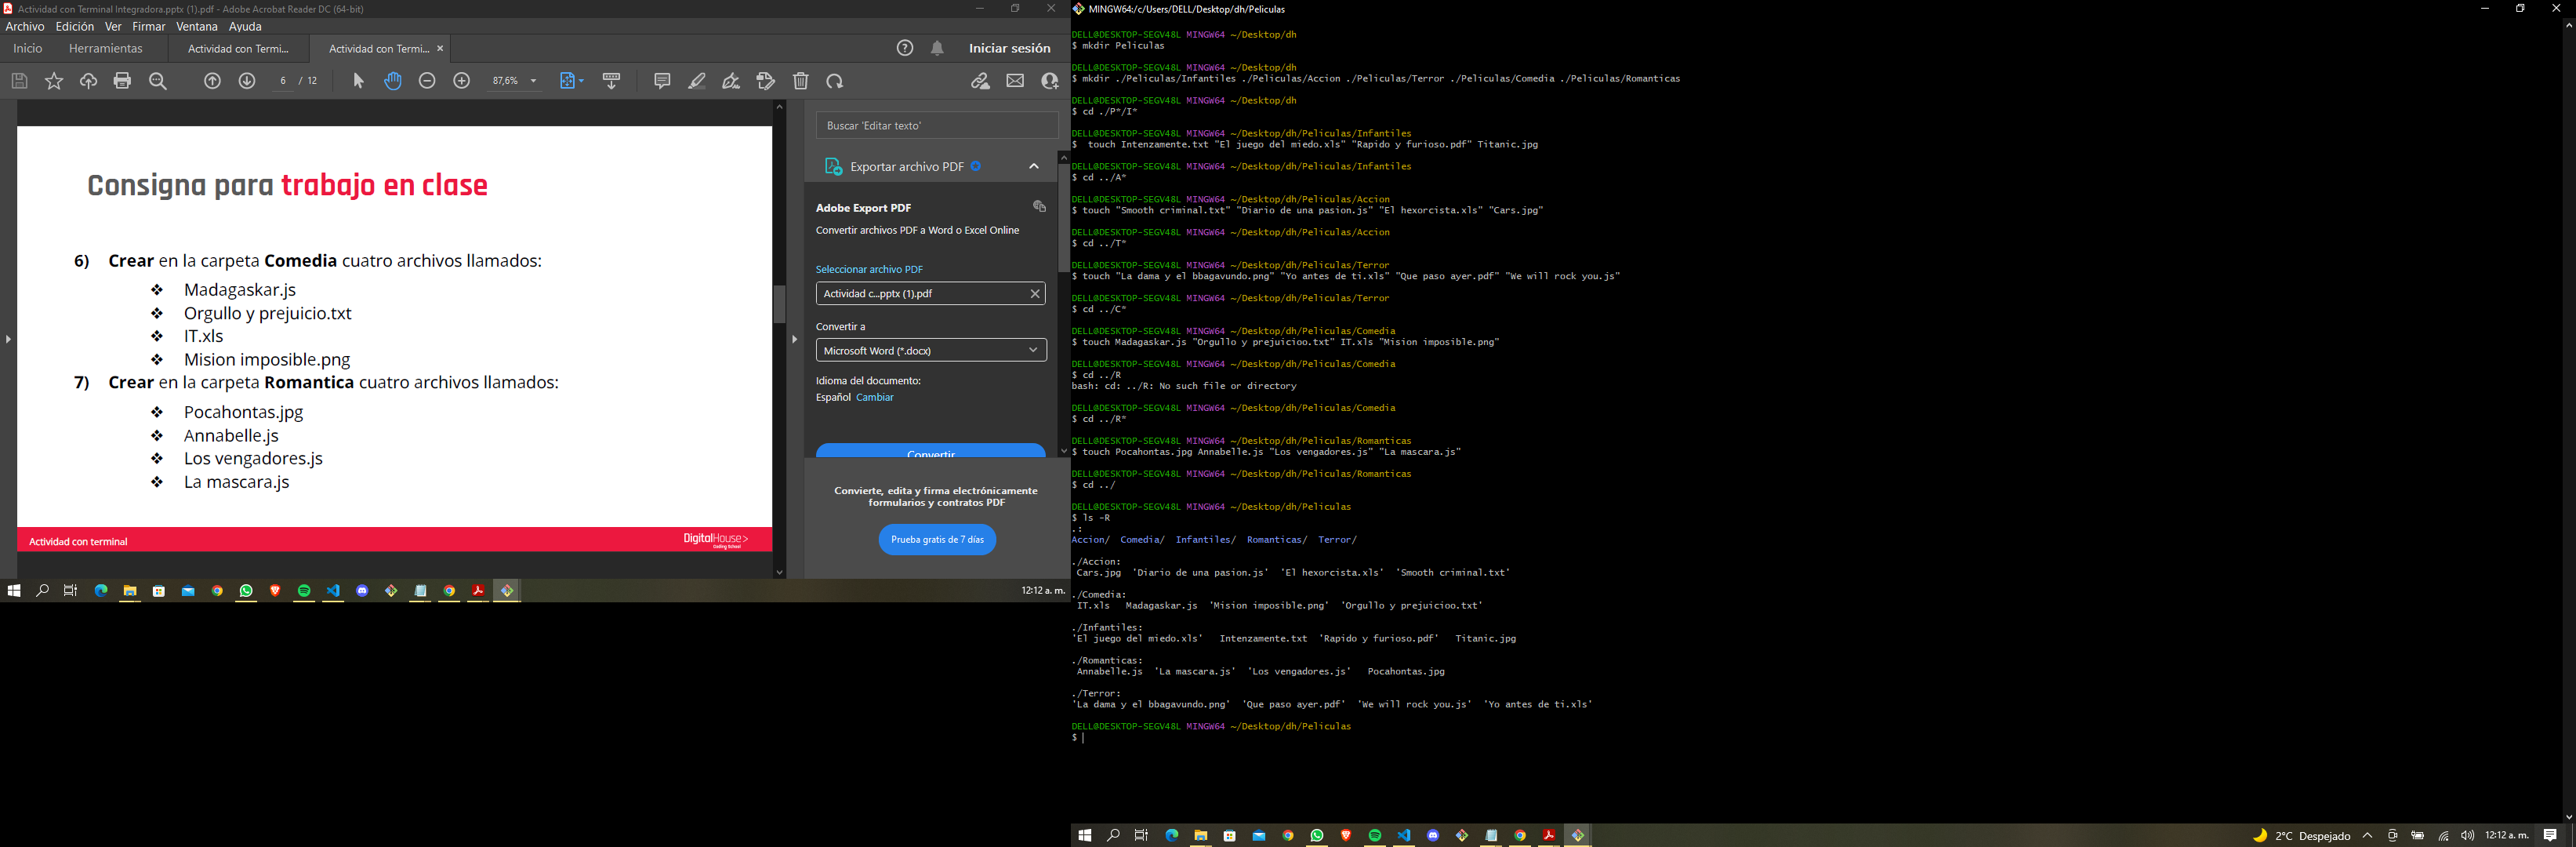 Actividad con Terminal Integradora.pptx (1).pdf - Adobe Acrobat Reader DC (64-bit)
Archivo Edición Ver Firmar Ventana Ayuda
Inicio Herramientas Actividad con Termi... Actividad con Termi... × Iniciar sesión
6 / 12 87,6%
Consigna para trabajo en clase
6) Crear en la carpeta Comedia cuatro archivos llamados:
❖ Madagaskar.js
❖ Orgullo y prejuicio.txt
❖ IT.xls
❖ Mision imposible.png
7) Crear en la carpeta Romantica cuatro archivos llamados:
❖ Pocahontas.jpg
❖ Annabelle.js
❖ Los vengadores.js
❖ La mascara.js
Actividad con terminal
DigitalHouse>
Coding School
Buscar 'Editar texto'
Exportar archivo PDF
Adobe Export PDF
Convertir archivos PDF a Word o Excel Online
Seleccionar archivo PDF
Actividad c...pptx (1).pdf
Convertir a
Microsoft Word (*.docx)
Idioma del documento:
Español Cambiar
Convertir
Convierte, edita y firma electrónicamente
formularios y contratos PDF
Prueba gratis de 7 días
12:12 a. m.
MINGW64:/c/Users/DELL/Desktop/dh/Peliculas
DELL@DESKTOP-SEGV48L MINGW64 ~/Desktop/dh
$ mkdir Peliculas
DELL@DESKTOP-SEGV48L MINGW64 ~/Desktop/dh
$ mkdir ./Peliculas/Infantiles ./Peliculas/Accion ./Peliculas/Terror ./Peliculas/Comedia ./Peliculas/Romanticas
DELL@DESKTOP-SEGV48L MINGW64 ~/Desktop/dh
$ cd ./P*/I*
DELL@DESKTOP-SEGV48L MINGW64 ~/Desktop/dh/Peliculas/Infantiles
$  touch Intenzamente.txt "El juego del miedo.xls" "Rapido y furioso.pdf" Titanic.jpg
DELL@DESKTOP-SEGV48L MINGW64 ~/Desktop/dh/Peliculas/Infantiles
$ cd ../A*
DELL@DESKTOP-SEGV48L MINGW64 ~/Desktop/dh/Peliculas/Accion
$ touch "Smooth criminal.txt" "Diario de una pasion.js" "El hexorcista.xls" "Cars.jpg"
DELL@DESKTOP-SEGV48L MINGW64 ~/Desktop/dh/Peliculas/Accion
$ cd ../T*
DELL@DESKTOP-SEGV48L MINGW64 ~/Desktop/dh/Peliculas/Terror
$ touch "La dama y el bbagavundo.png" "Yo antes de ti.xls" "Que paso ayer.pdf" "We will rock you.js"
DELL@DESKTOP-SEGV48L MINGW64 ~/Desktop/dh/Peliculas/Terror
$ cd ../C*
DELL@DESKTOP-SEGV48L MINGW64 ~/Desktop/dh/Peliculas/Comedia
$ touch Madagaskar.js "Orgullo y prejuicioo.txt" IT.xls "Mision imposible.png"
DELL@DESKTOP-SEGV48L MINGW64 ~/Desktop/dh/Peliculas/Comedia
$ cd ../R
bash: cd: ../R: No such file or directory
DELL@DESKTOP-SEGV48L MINGW64 ~/Desktop/dh/Peliculas/Comedia
$ cd ../R*
DELL@DESKTOP-SEGV48L MINGW64 ~/Desktop/dh/Peliculas/Romanticas
$ touch Pocahontas.jpg Annabelle.js "Los vengadores.js" "La mascara.js"
DELL@DESKTOP-SEGV48L MINGW64 ~/Desktop/dh/Peliculas/Romanticas
$ cd ../
DELL@DESKTOP-SEGV48L MINGW64 ~/Desktop/dh/Peliculas
$ ls -R
.:
Accion/  Comedia/  Infantiles/  Romanticas/  Terror/
./Accion:
Cars.jpg  'Diario de una pasion.js'  'El hexorcista.xls'  'Smooth criminal.txt'
./Comedia:
IT.xls   Madagaskar.js  'Mision imposible.png'  'Orgullo y prejuicioo.txt'
./Infantiles:
'El juego del miedo.xls'   Intenzamente.txt  'Rapido y furioso.pdf'   Titanic.jpg
./Romanticas:
Annabelle.js  'La mascara.js'  'Los vengadores.js'   Pocahontas.jpg
./Terror:
'La dama y el bbagavundo.png'  'Que paso ayer.pdf'  'We will rock you.js'  'Yo antes de ti.xls'
DELL@DESKTOP-SEGV48L MINGW64 ~/Desktop/dh/Peliculas
$
2°C Despejado 12:12 a. m.